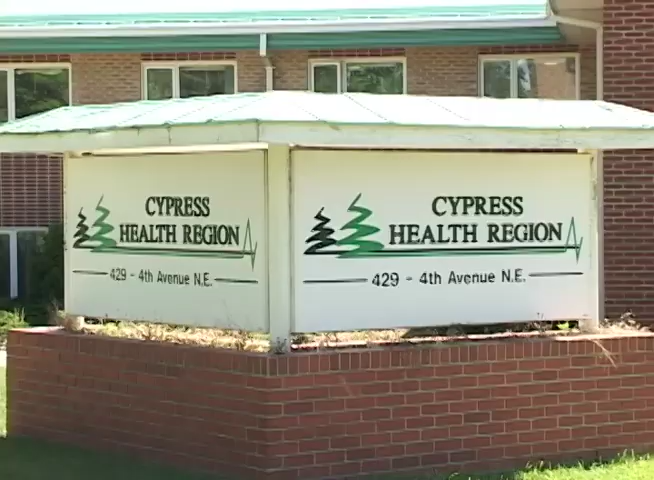 CYPRESS
HEALTH REGION
429 - 4th Avenue N.E.
CYPRESS
HEALTH REGION
429 - 4th Avenue N.E.